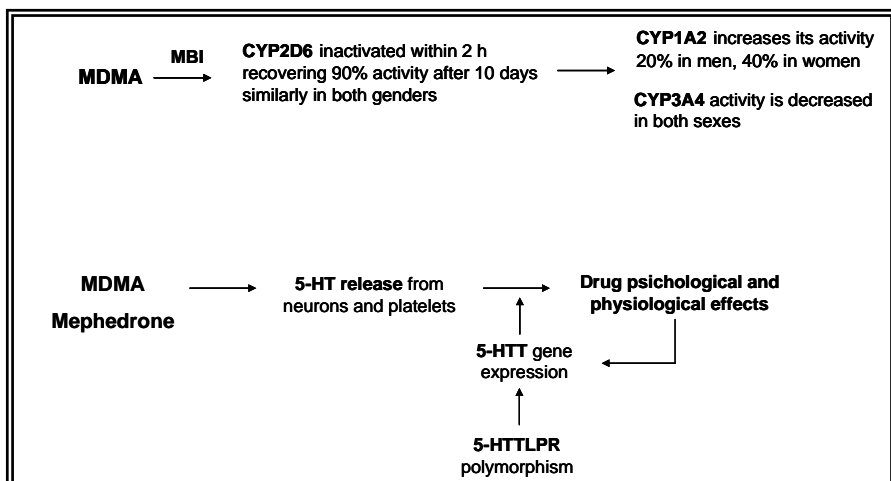 MDMA
MBI
CYP2D6 inactivated within 2 h
recovering 90% activity after 10 days
similarly in both genders
CYP1A2 increases its activity
20% in men, 40% in women
CYP3A4 activity is decreased
in both sexes
MDMA
Mephedrone
5-HT release from
neurons and platelets
Drug psichological and
physiological effects
5-HTT gene
expression
5-HTTLPR
polymorphism